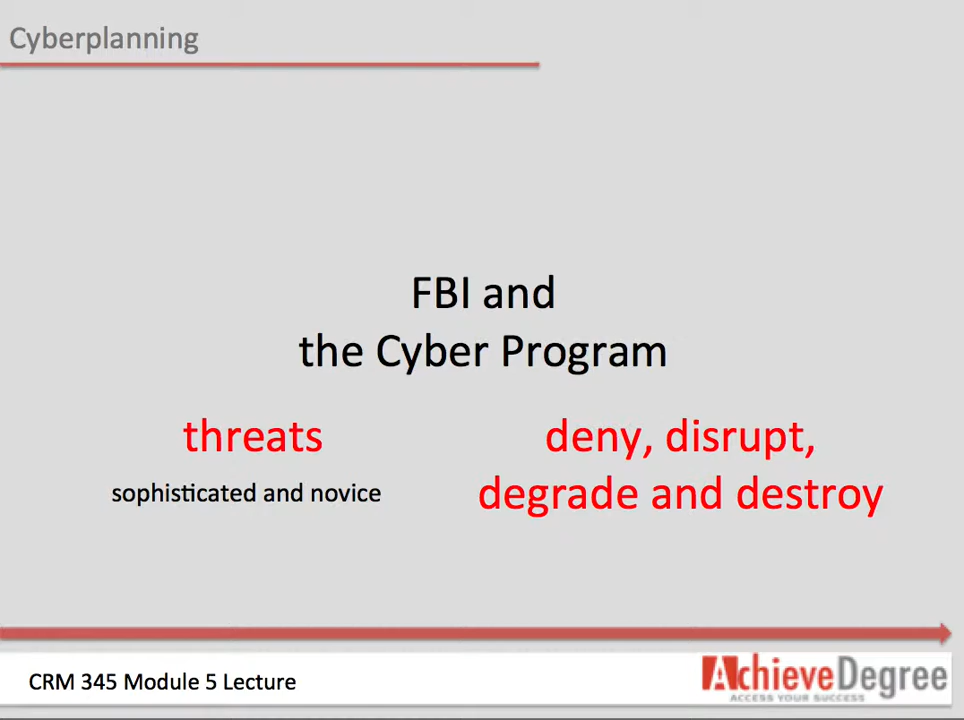 Cyberplanning
FBI and
the Cyber Program
threats
sophisticated and novice
deny, disrupt,
degrade and destroy
CRM 345 Module 5 Lecture
AchieveDegree
ACCESS YOUR SUCCESS